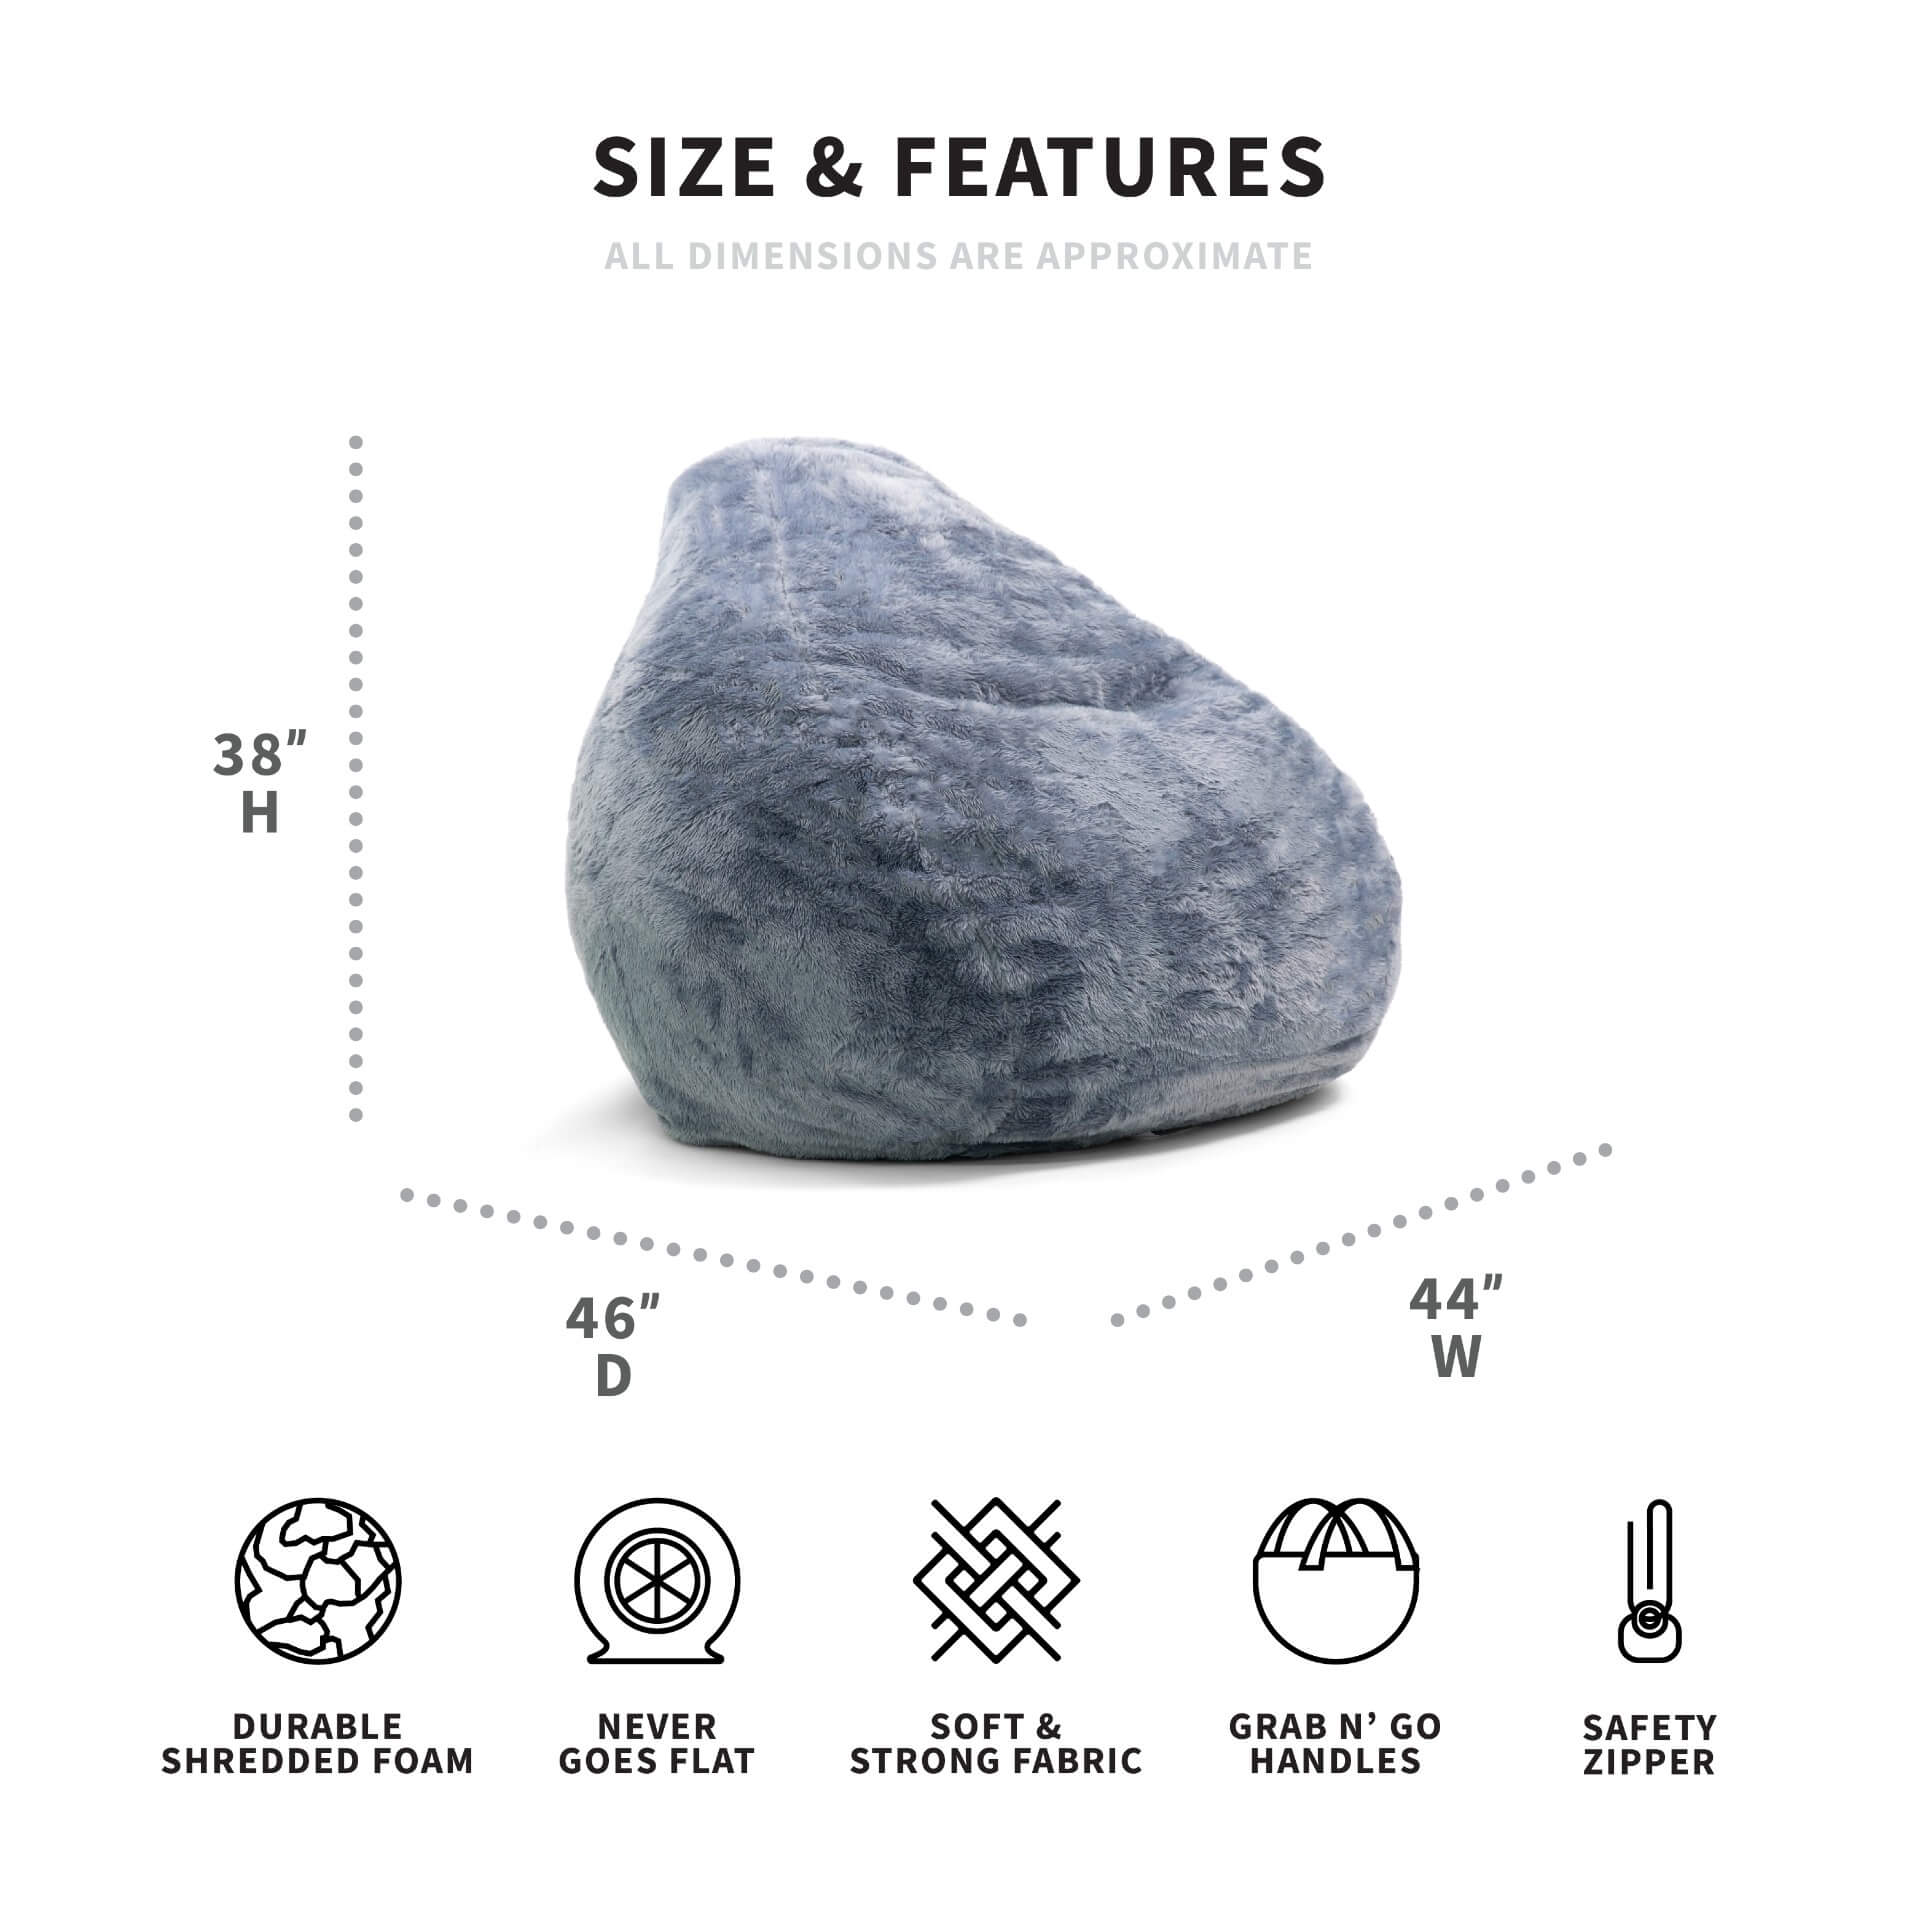 SIZE & FEATURES
ALL DIMENSIONS ARE APPROXIMATE
38"
H
46"
D
44"
W
DURABLE
SHREDDED FOAM
NEVER
GOES FLAT
SOFT &
STRONG FABRIC
GRAB N’ GO
HANDLES
SAFETY
ZIPPER